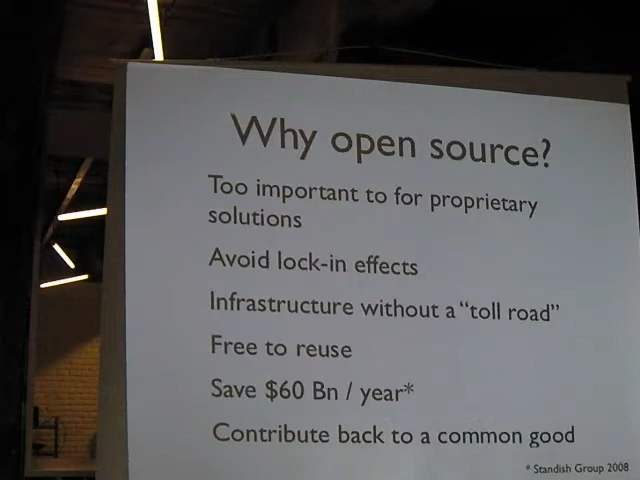 Why open source?
Too important to for proprietary
solutions
Avoid lock-in effects
Infrastructure without a “toll road”
Free to reuse
Save $60 Bn / year*
Contribute back to a common good
* Standish Group 2008